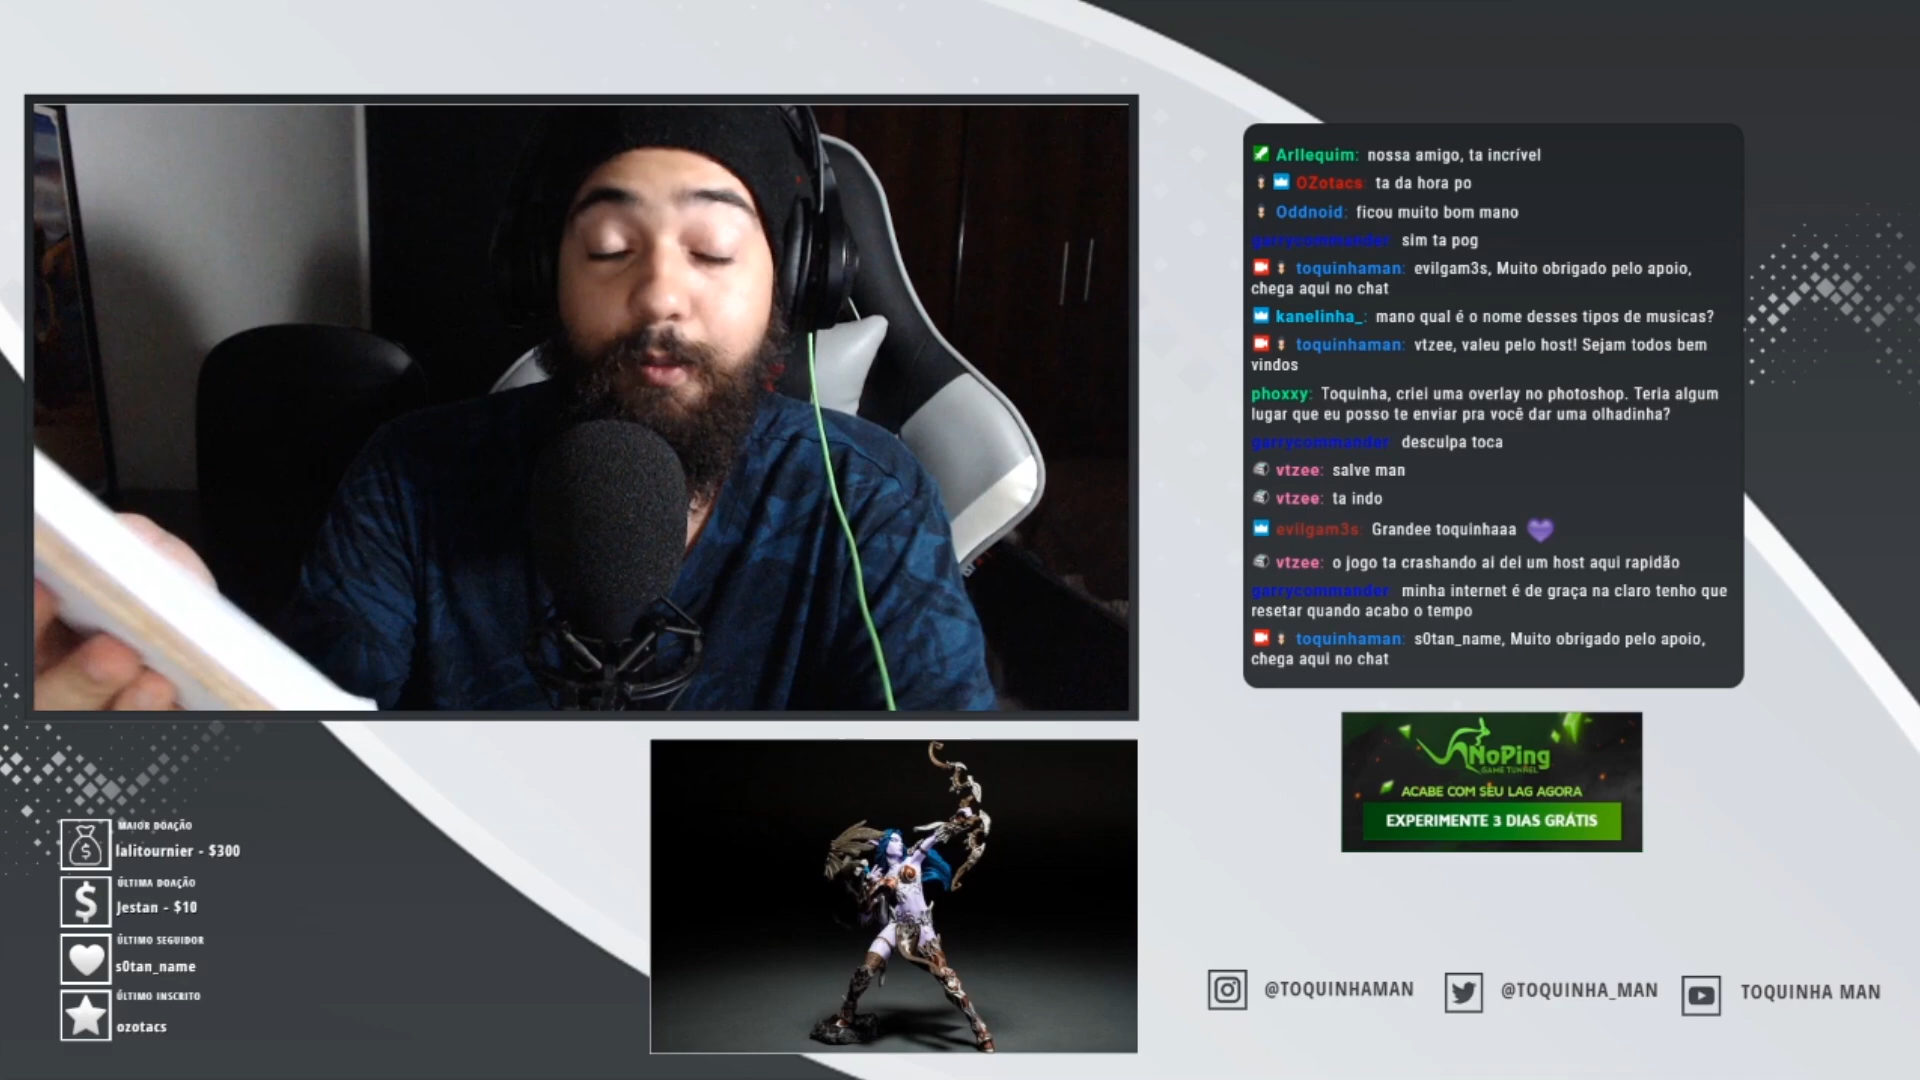 Arllequim: nossa amigo, ta incrível
OZotacs: ta da hora po
Oddnoid: ficou muito bom mano
garrycommander sim ta pog
toquinhaman: evilgam3s, Muito obrigado pelo apoio,
chega aqui no chat
kanelinha_: mano qual é o nome desses tipos de musicas?
toquinhaman: vtzee, valeu pelo host! Sejam todos bem
vindos
phoxxy: Toquinha, criei uma overlay no photoshop. Teria algum
lugar que eu posso te enviar pra você dar uma olhadinha?
garrycommander desculpa toca
vtzee: salve man
vtzee: ta indo
evilgam3s: Grandee toquinhaaa
vtzee: o jogo ta crashando ai dei um host aqui rapidão
garrycommander minha internet é de graça na claro tenho que
resetar quando acabo o tempo
toquinhaman: s0tan_name, Muito obrigado pelo apoio,
chega aqui no chat
NoPing
GAME TUNNEL
ACABE COM SEU LAG AGORA
EXPERIMENTE 3 DIAS GRÁTIS
MAIOR DOAÇÃO
lalitournier - $300
ÚLTIMA DOAÇÃO
Jestan - $10
ÚLTIMO SEGUIDOR
s0tan_name
ÚLTIMO INSCRITO
ozotacs
@TOQUINHAMAN
@TOQUINHA_MAN
TOQUINHA MAN